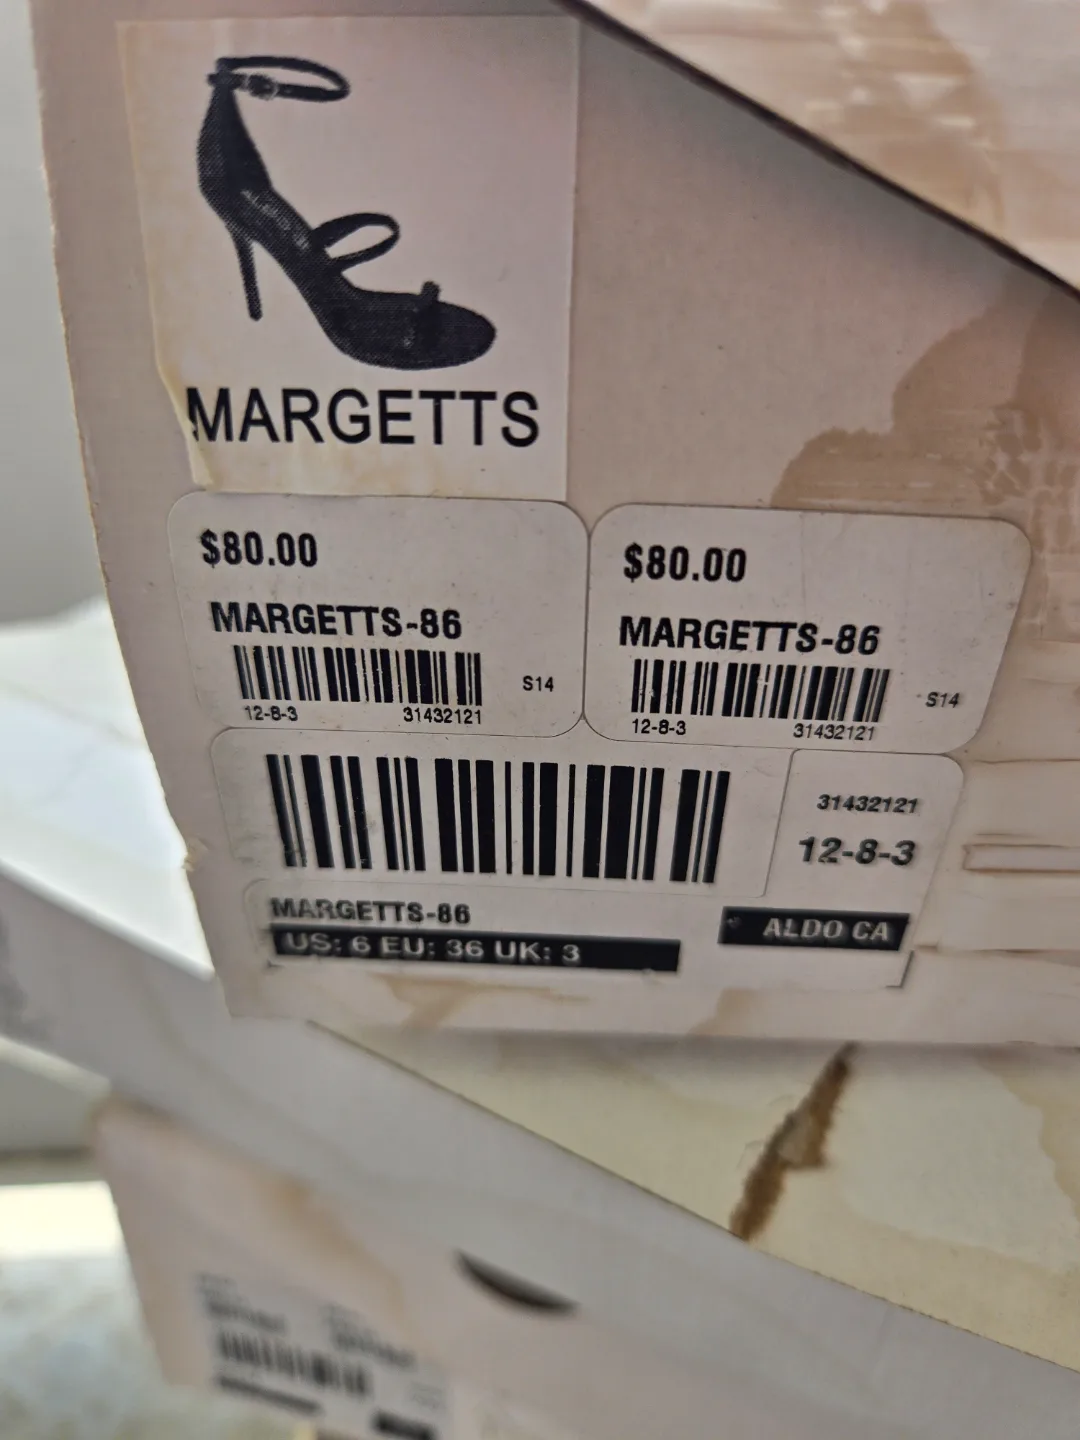 ALDO
MARGETTS
$80.00
MARGETTS-86
S14
12-8-3 31432121
$80.00
MARGETTS-86
S14
12-8-3 31432121
31432121
12-8-3
MARGETTS-86
US: 6 EU: 36 UK: 3
ALDO CA